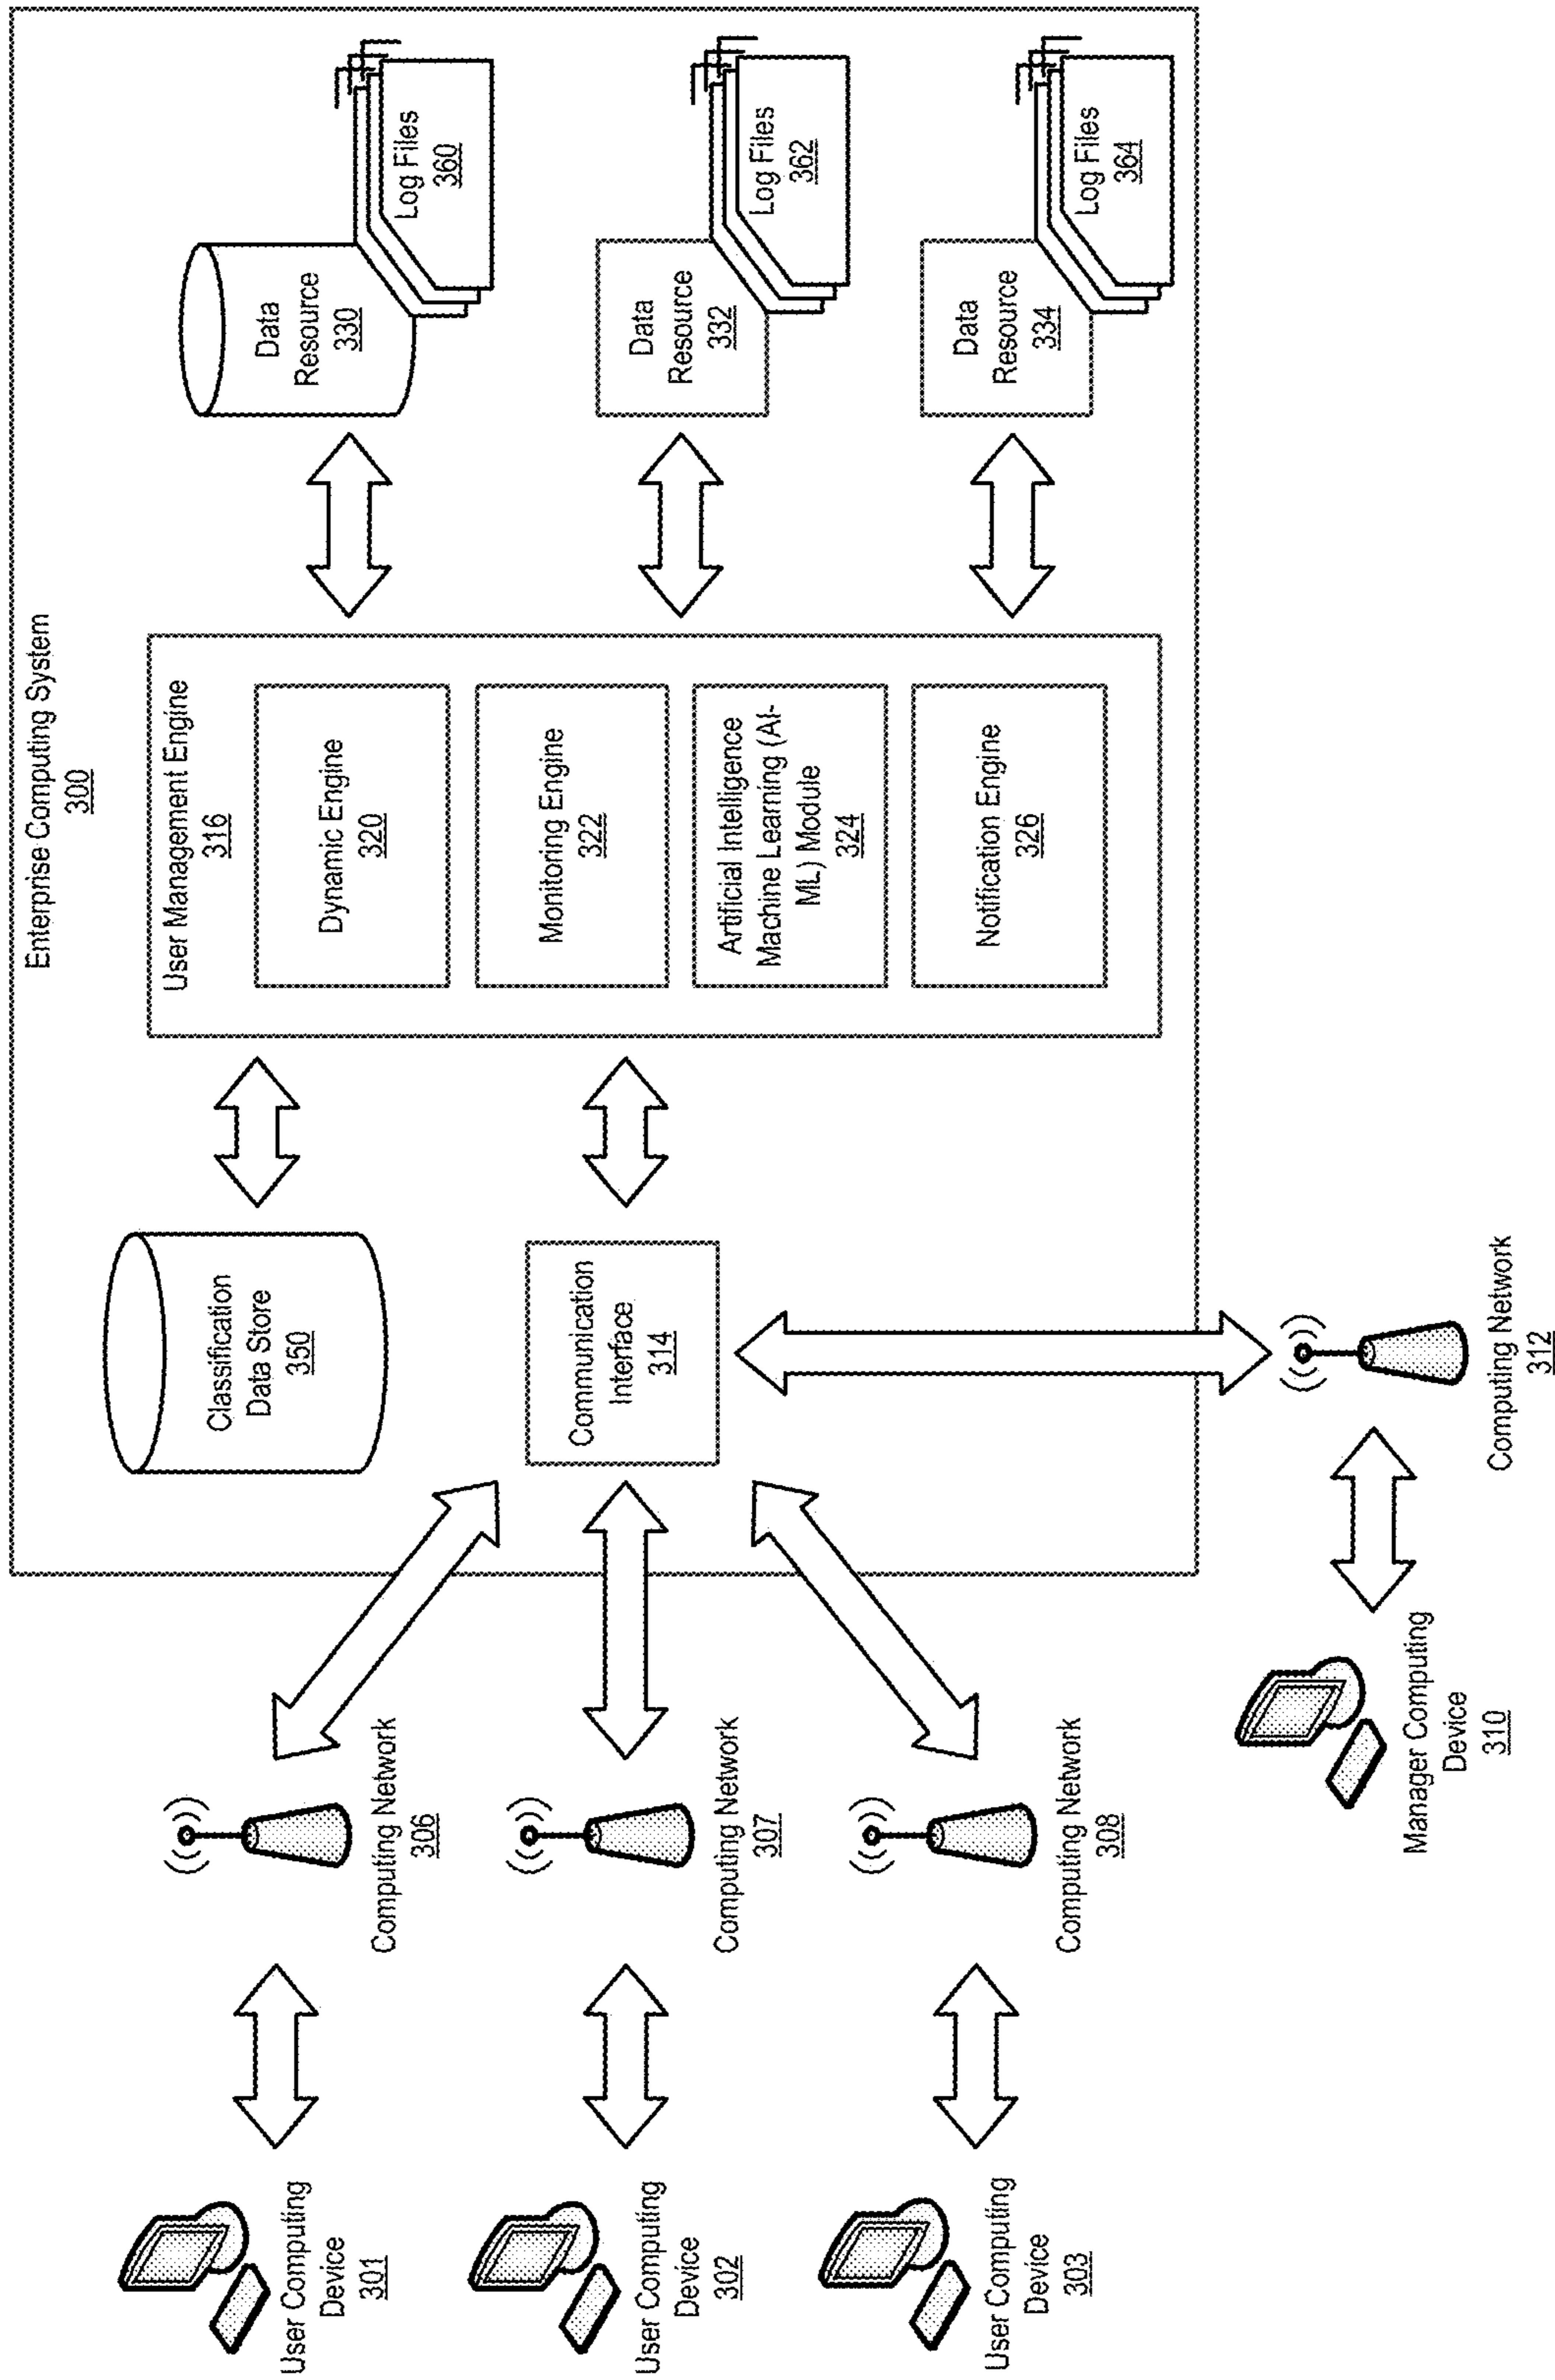 Enterprise Computing System
300
User Computing
Device
301
Computing Network
306
Classification
Data Store
350
User Management Engine
316
Dynamic Engine
320
Data
Resource
330
Log Files
360
User Computing
Device
302
Computing Network
307
Communication
Interface
314
Monitoring Engine
322
Artificial Intelligence
Machine Learning (AI-
ML) Module
324
Data
Resource
332
Log Files
362
User Computing
Device
303
Computing Network
308
Notification Engine
326
Data
Resource
334
Log Files
364
Manager Computing
Device
310
Computing Network
312